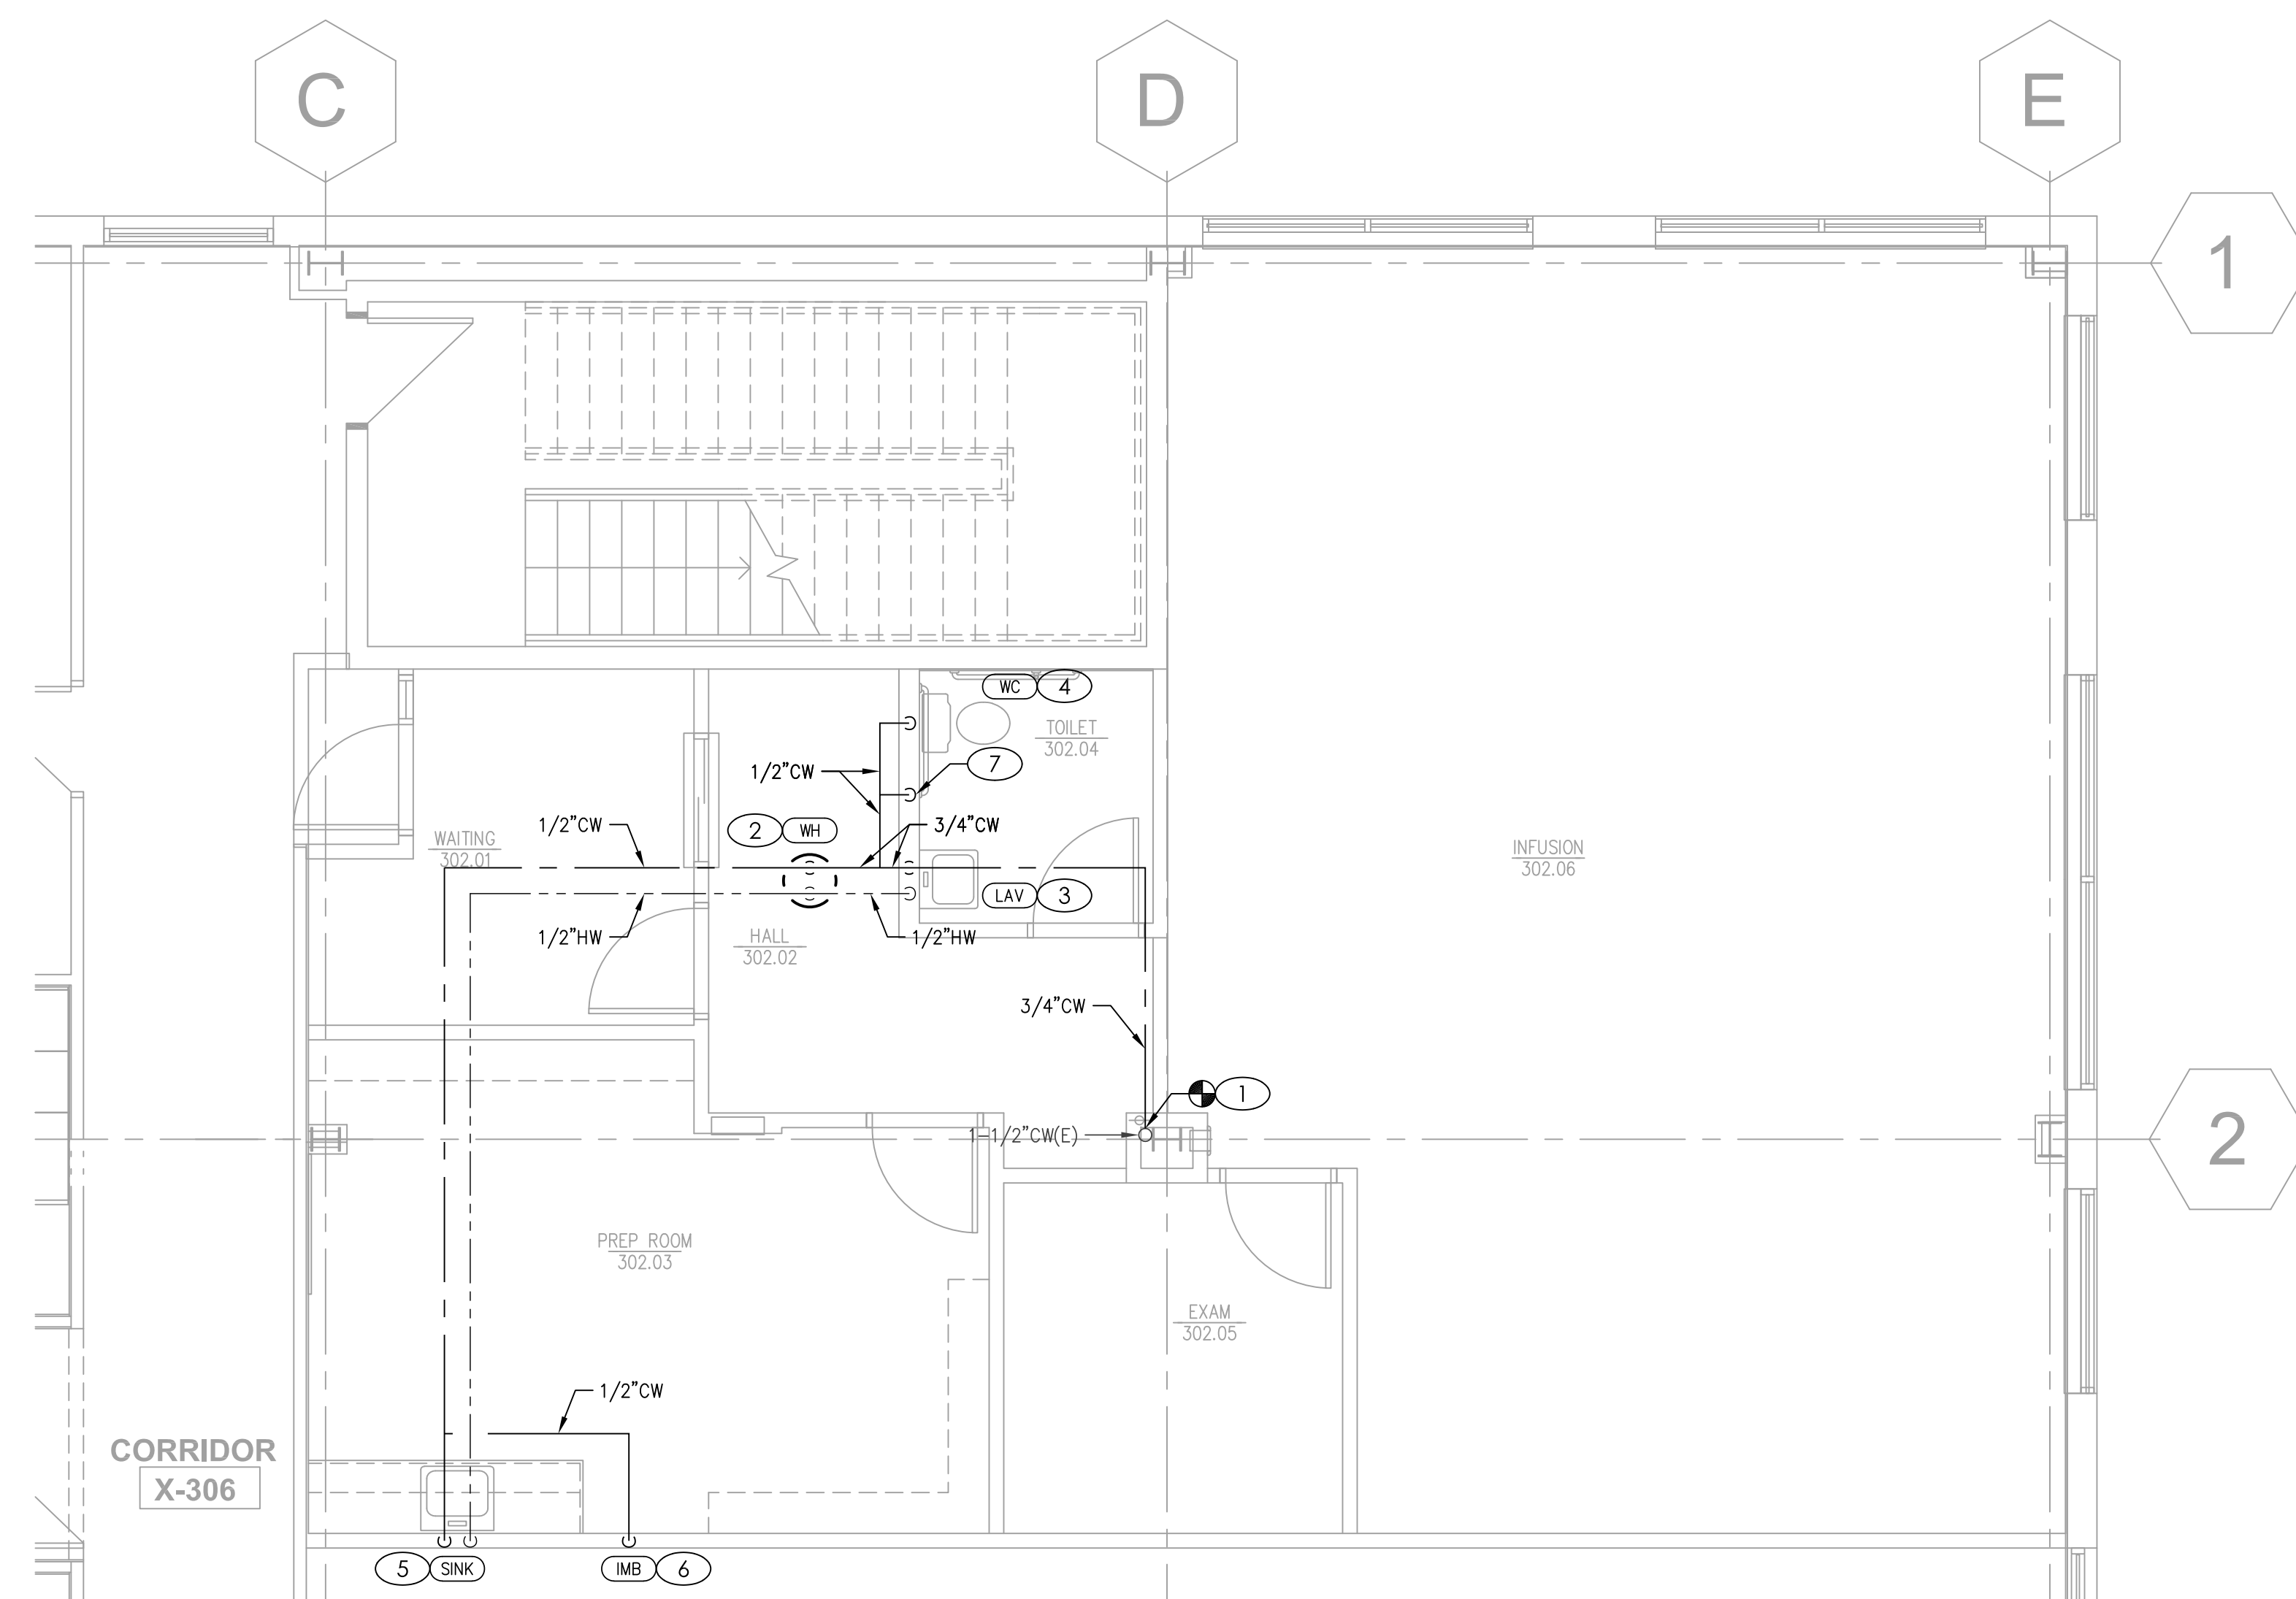 C
D
E
1
WC
4
TOILET
302.04
1/2"CW
7
1/2"CW
2
WH
3/4"CW
WAITING
302.01
INFUSION
302.06
LAV
3
1/2"HW
HALL
302.02
1/2"HW
3/4"CW
1
1-1/2"CW(E)
2
PREP ROOM
302.03
EXAM
302.05
1/2"CW
CORRIDOR
X-306
5
SINK
IMB
6